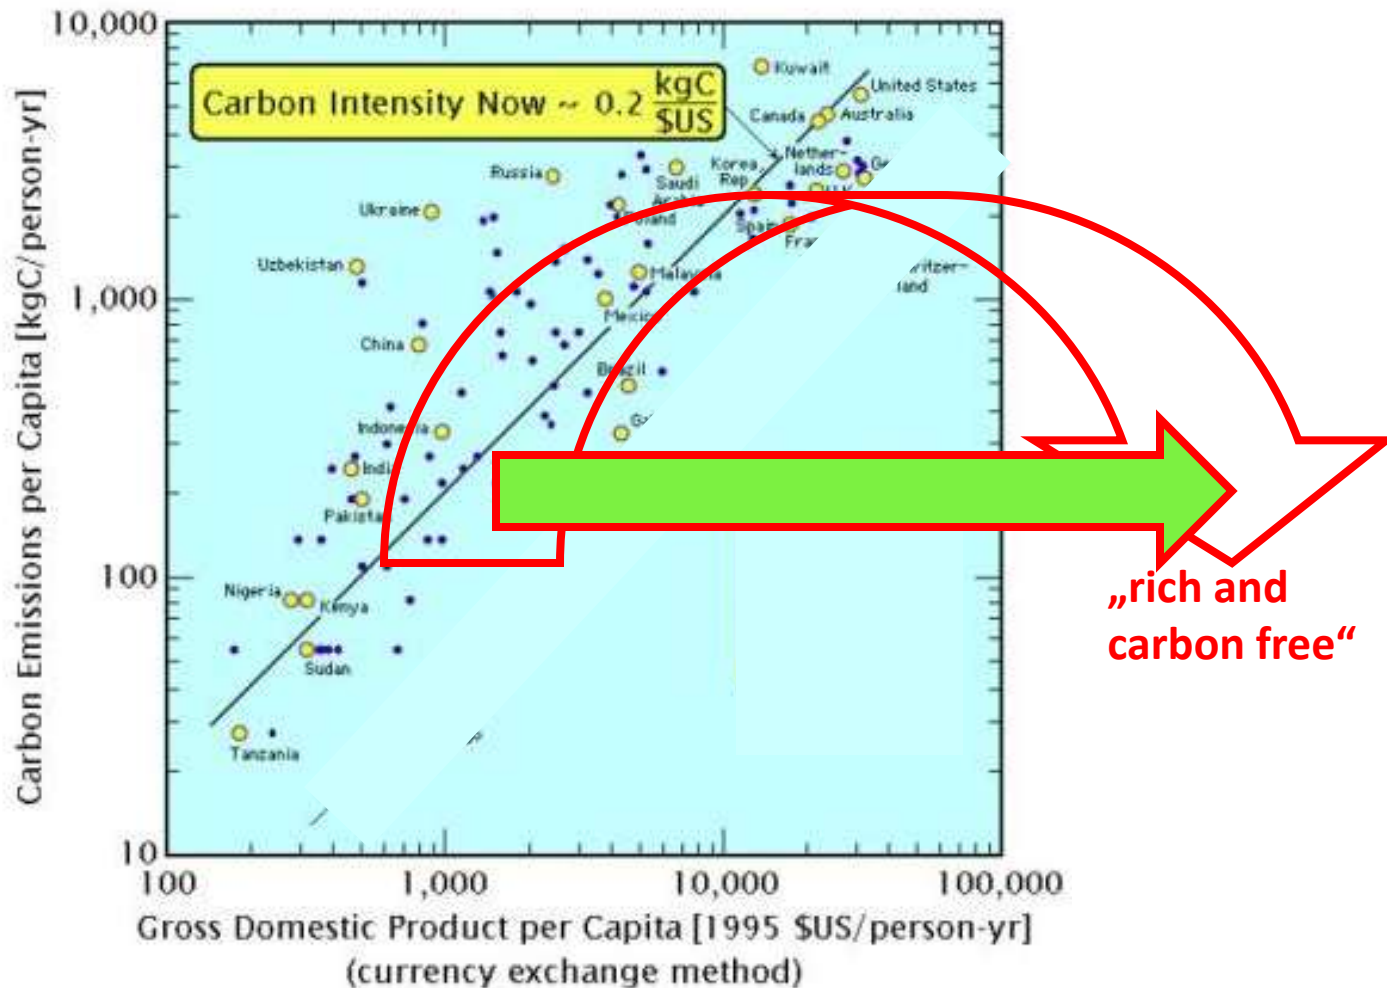 10,000
1,000
100
10
Carbon Emissions per Capita [kgC/person-yr]
Carbon Intensity Now ~ 0.2 kgC
$US
Kuwait
United States
Canada
Australia
Nether-
lands
Korea,
Rep.
Russia
Saudi
Ukraine
Spain
Uzbekistan
Malaysia
China
Indonesia
Pakistan
Nigeria
Kenya
Sudan
Tanzania
„rich and
carbon free“
100
1,000
10,000
100,000
Gross Domestic Product per Capita [1995 $US/person-yr]
(currency exchange method)